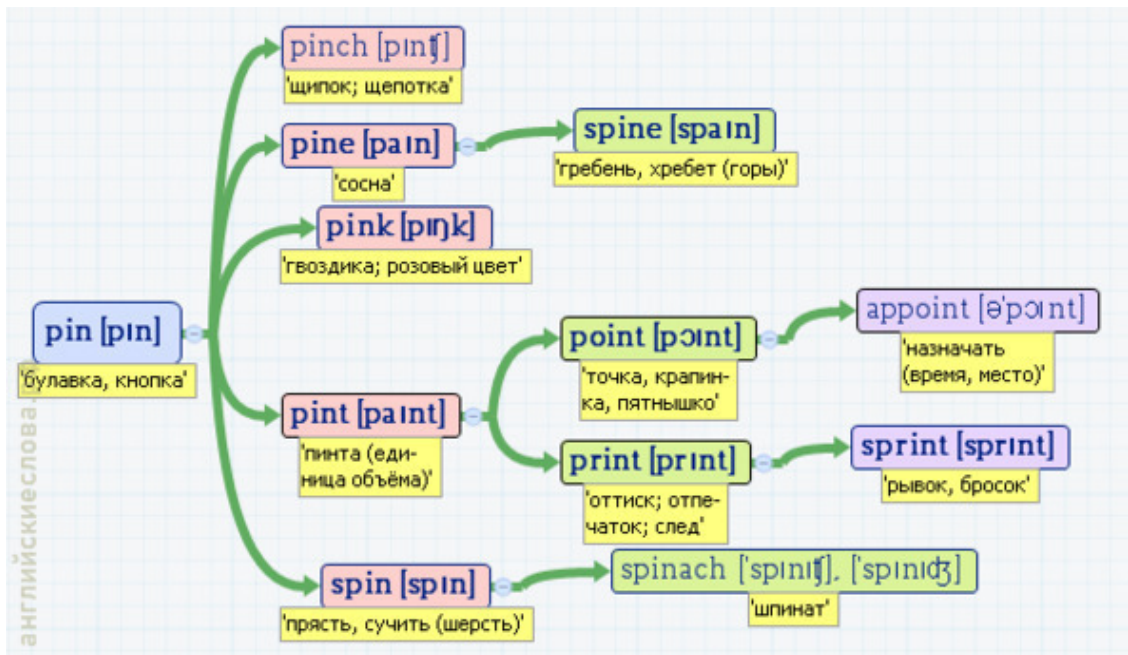 pinch [pɪnʧ]
'щипок; щепотка'
pine [paɪn]
'сосна'
spine [spaɪn]
'гребень, хребет (горы)'
pink [pɪŋk]
'гвоздика; розовый цвет'
pin [pɪn]
'булавка, кнопка'
pint [paɪnt]
'пинта (еди-
ница объёма)'
point [pɔɪnt]
'точка, крапин-
ка, пятнышко'
appoint [ə'pɔɪnt]
'назначать
(время, место)'
print [prɪnt]
'оттиск; отпе-
чаток; след'
sprint [sprɪnt]
'рывок, бросок'
spin [spɪn]
'прясть, сучить (шерсть)'
spinach ['spɪnɪʧ], ['spɪnɪʤ]
'шпинат'
английскиеслова.